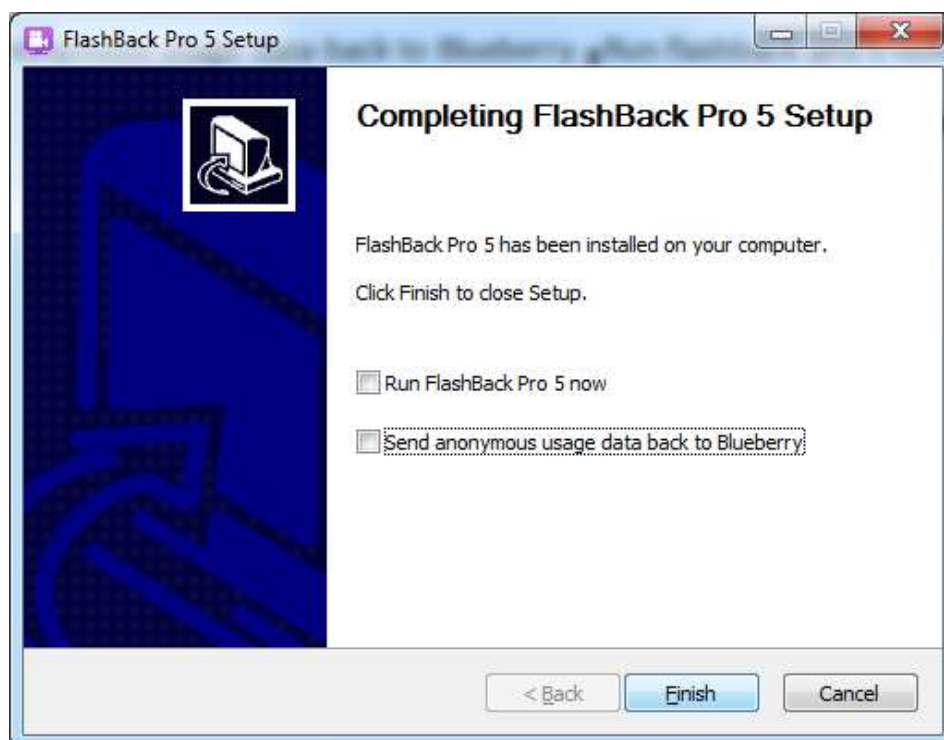 FlashBack Pro 5 Setup
Completing FlashBack Pro 5 Setup
FlashBack Pro 5 has been installed on your computer.
Click Finish to close Setup.
Run FlashBack Pro 5 now
Send anonymous usage data back to Blueberry
< Back Finish Cancel